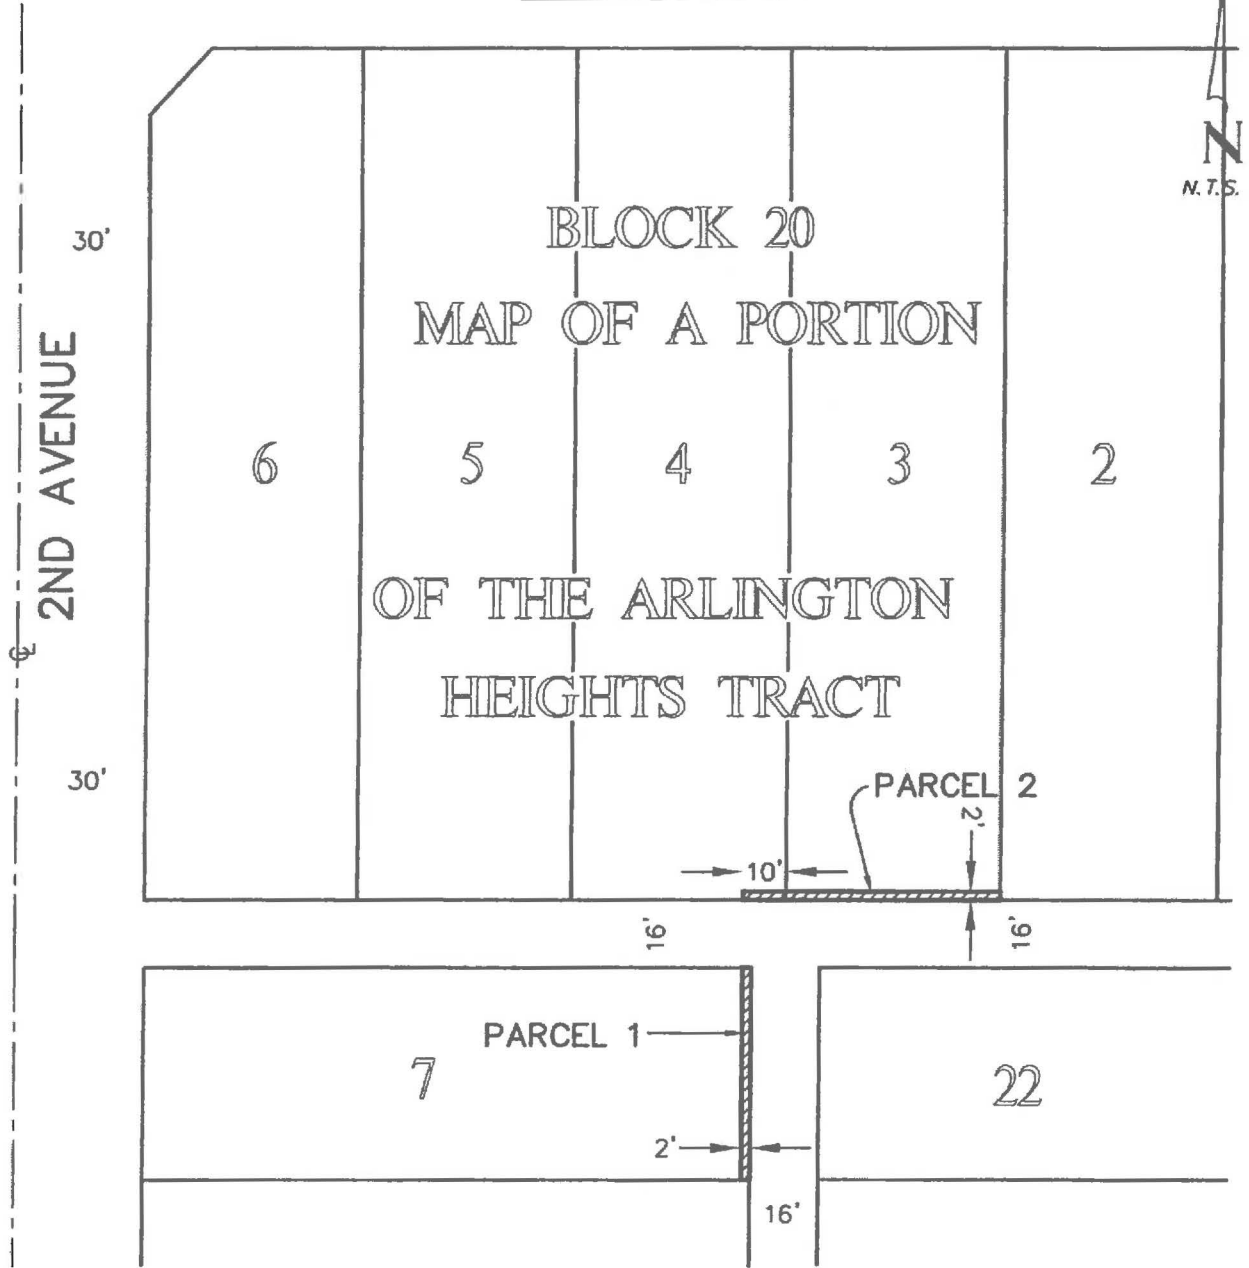 N
N.T.S.
30'
BLOCK 20
MAP OF A PORTION
2ND AVENUE
6 5 4 3 2
OF THE ARLINGTON
HEIGHTS TRACT
℄
30'
PARCEL 2
2'
10'
16' 16'
PARCEL 1
7 22
2'
16'